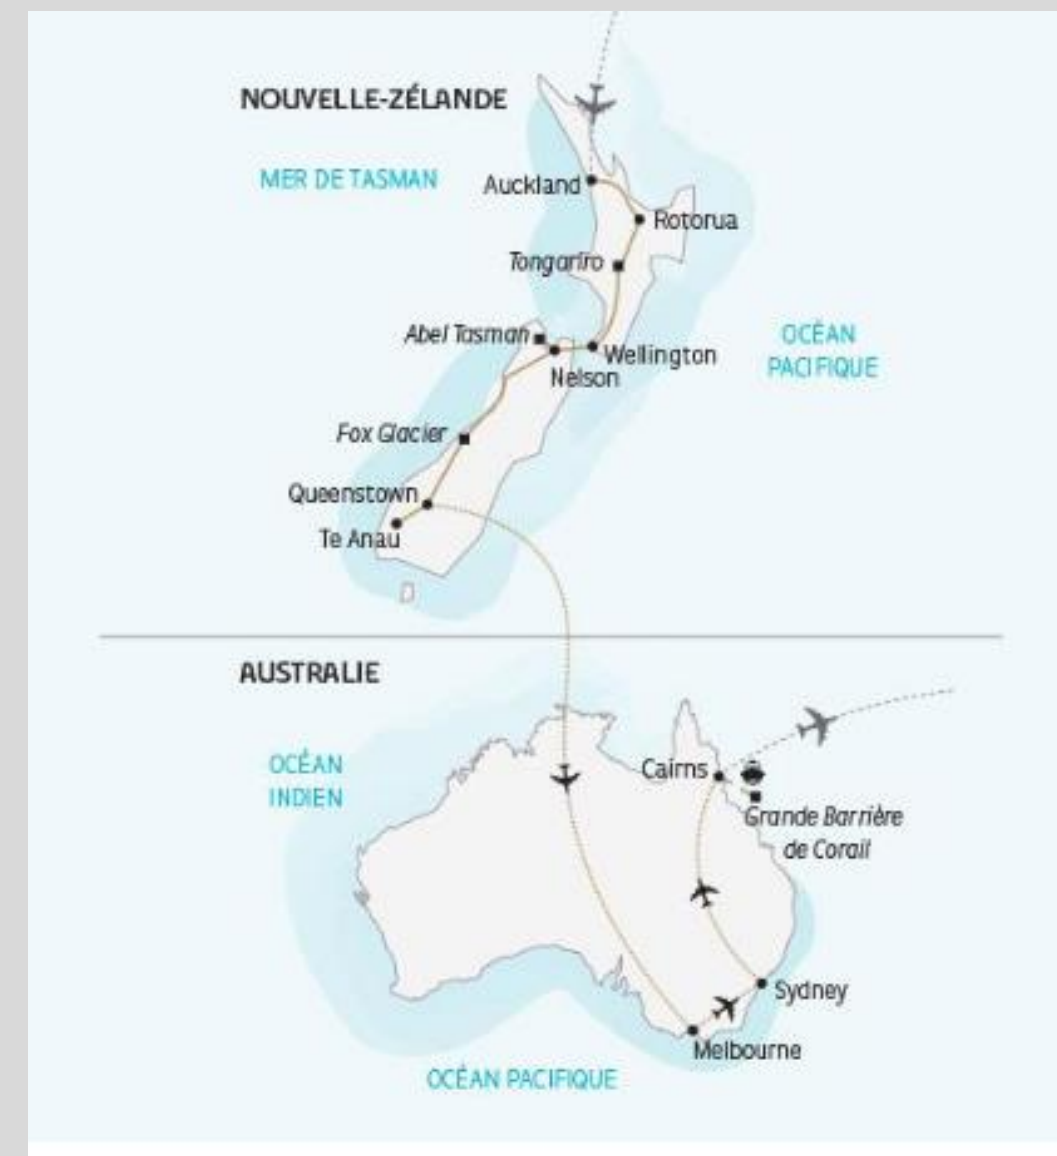 NOUVELLE-ZÉLANDE
MER DE TASMAN
Auckland
Rotorua
Tongariro
Abel Tasman
OCÉAN
PACIFIQUE
Wellington
Nelson
Fox Glacier
Queenstown
Te Anau
AUSTRALIE
OCÉAN
INDIEN
Cairns
Grande Barrière
de Corail
Sydney
Melbourne
OCÉAN PACIFIQUE